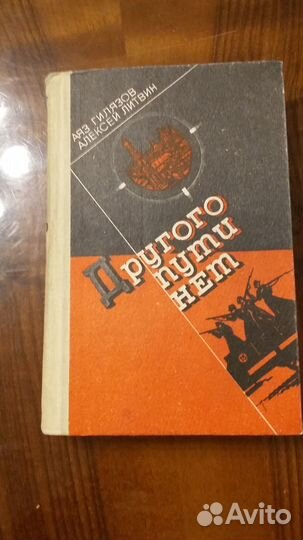 АЯЗ ГИЛЯЗОВ
АЛЕКСЕЙ ЛИТВИН
Другого
пути
нет
Avito